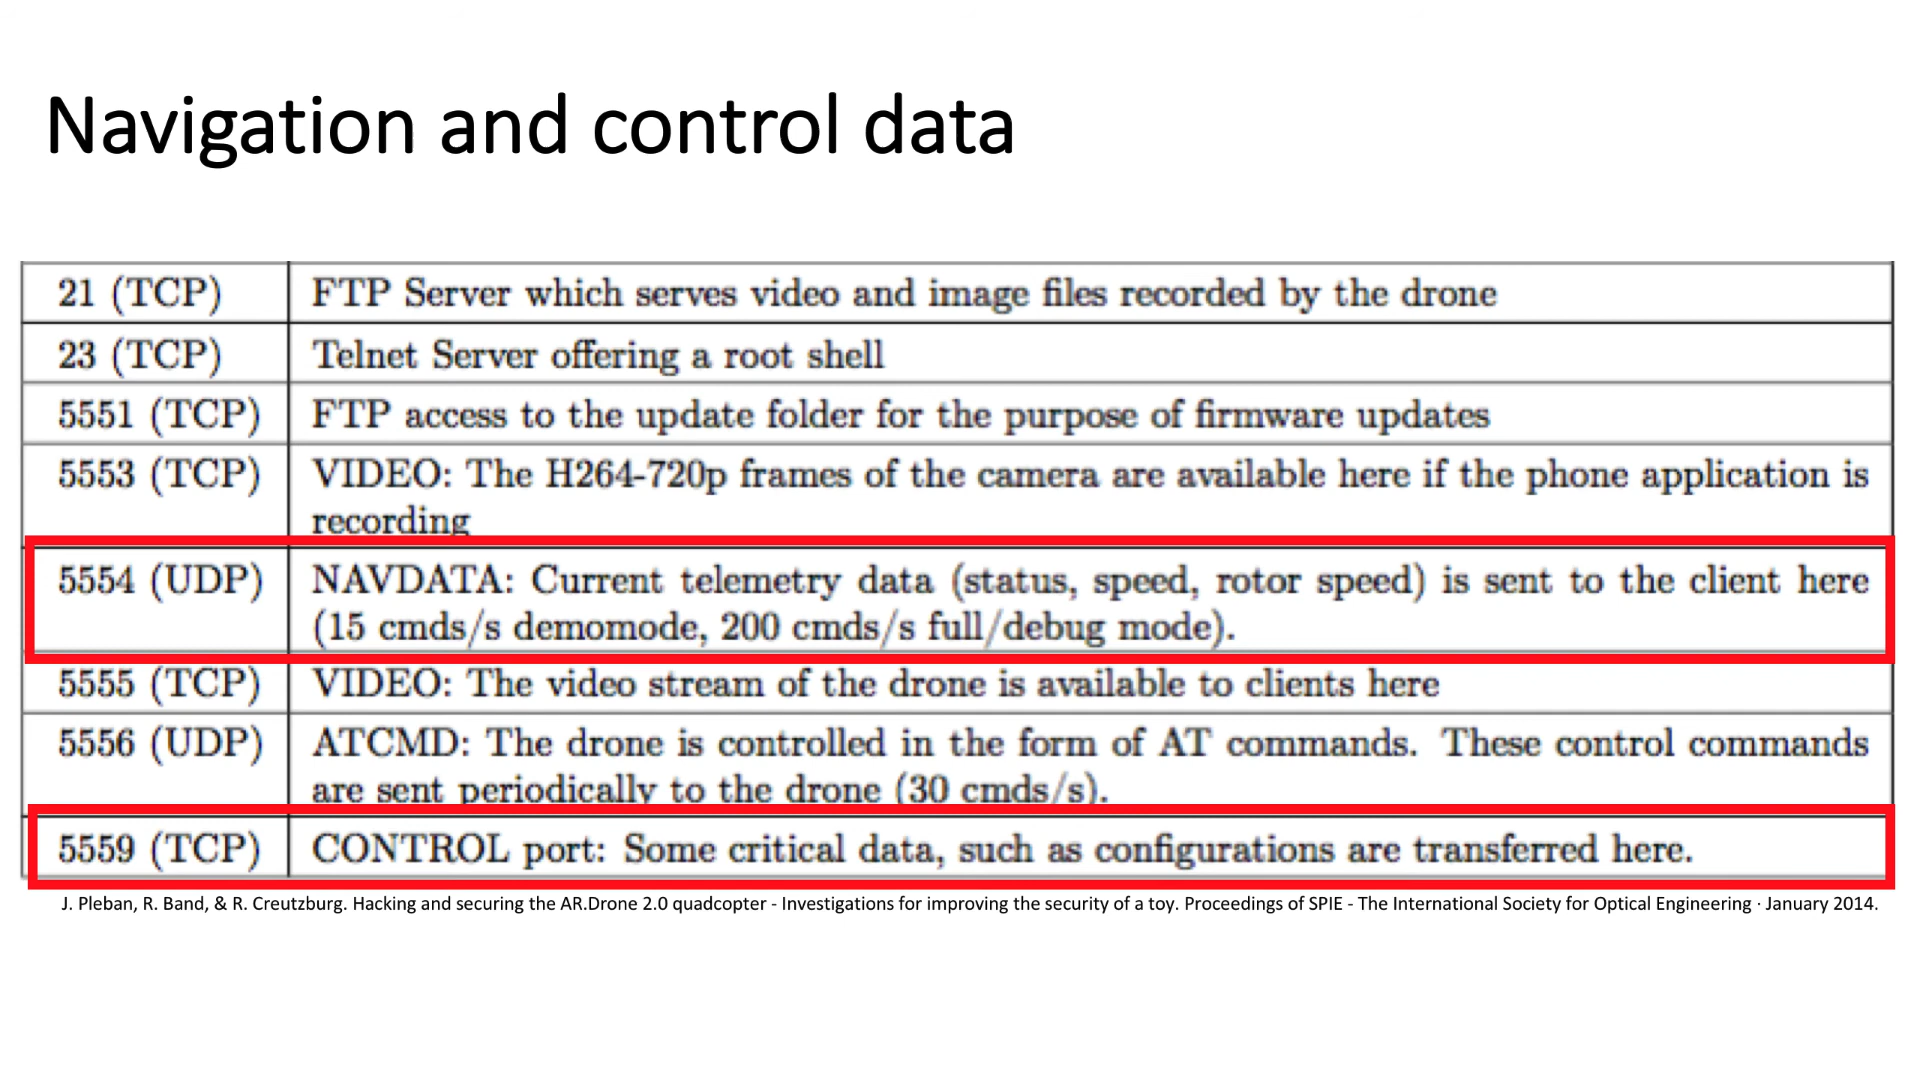 Navigation and control data
21 (TCP) FTP Server which serves video and image files recorded by the drone
23 (TCP) Telnet Server offering a root shell
5551 (TCP) FTP access to the update folder for the purpose of firmware updates
5553 (TCP) VIDEO: The H264-720p frames of the camera are available here if the phone application is
recording
5554 (UDP) NAVDATA: Current telemetry data (status, speed, rotor speed) is sent to the client here
(15 cmds/s demomode, 200 cmds/s full/debug mode).
5555 (TCP) VIDEO: The video stream of the drone is available to clients here
5556 (UDP) ATCMD: The drone is controlled in the form of AT commands. These control commands
are sent periodically to the drone (30 cmds/s).
5559 (TCP) CONTROL port: Some critical data, such as configurations are transferred here.
J. Pleban, R. Band, & R. Creutzburg. Hacking and securing the AR.Drone 2.0 quadcopter - Investigations for improving the security of a toy. Proceedings of SPIE - The International Society for Optical Engineering · January 2014.